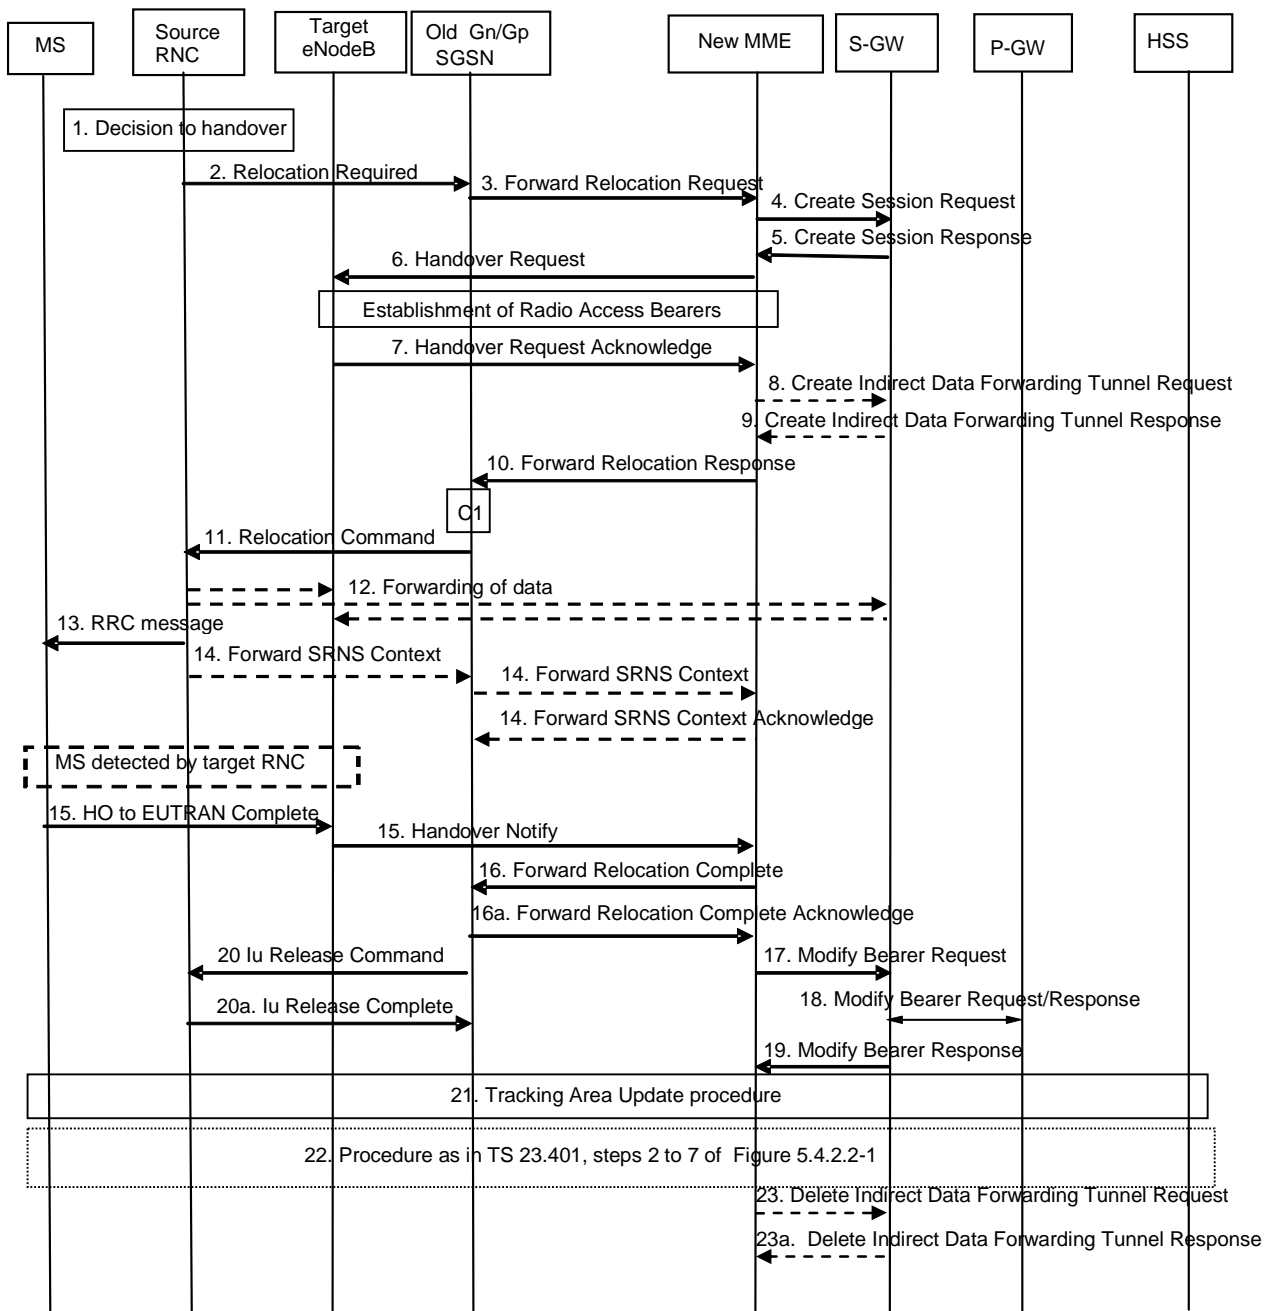 MS
Source
RNC
Target
eNodeB
Old Gn/Gp
SGSN
New MME
S-GW
P-GW
HSS
1. Decision to handover
2. Relocation Required
3. Forward Relocation Request
4. Create Session Request
5. Create Session Response
6. Handover Request
Establishment of Radio Access Bearers
7. Handover Request Acknowledge
8. Create Indirect Data Forwarding Tunnel Request
9. Create Indirect Data Forwarding Tunnel Response
10. Forward Relocation Response
C1
11. Relocation Command
12. Forwarding of data
13. RRC message
14. Forward SRNS Context
14. Forward SRNS Context
14. Forward SRNS Context Acknowledge
MS detected by target RNC
15. HO to EUTRAN Complete
15. Handover Notify
16. Forward Relocation Complete
16a. Forward Relocation Complete Acknowledge
20 Iu Release Command
17. Modify Bearer Request
20a. Iu Release Complete
18. Modify Bearer Request/Response
19. Modify Bearer Response
21. Tracking Area Update procedure
22. Procedure as in TS 23.401, steps 2 to 7 of Figure 5.4.2.2-1
23. Delete Indirect Data Forwarding Tunnel Request
23a. Delete Indirect Data Forwarding Tunnel Response